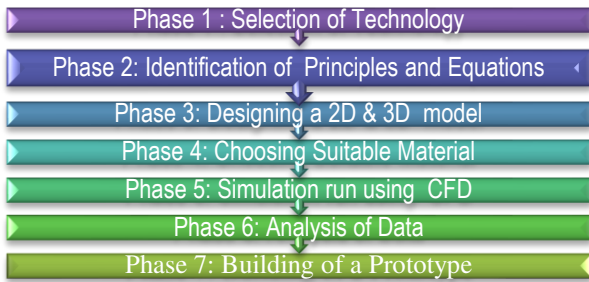 Phase 1 : Selection of Technology
Phase 2: Identification of Principles and Equations
Phase 3: Designing a 2D & 3D model
Phase 4: Choosing Suitable Material
Phase 5: Simulation run using CFD
Phase 6: Analysis of Data
Phase 7: Building of a Prototype